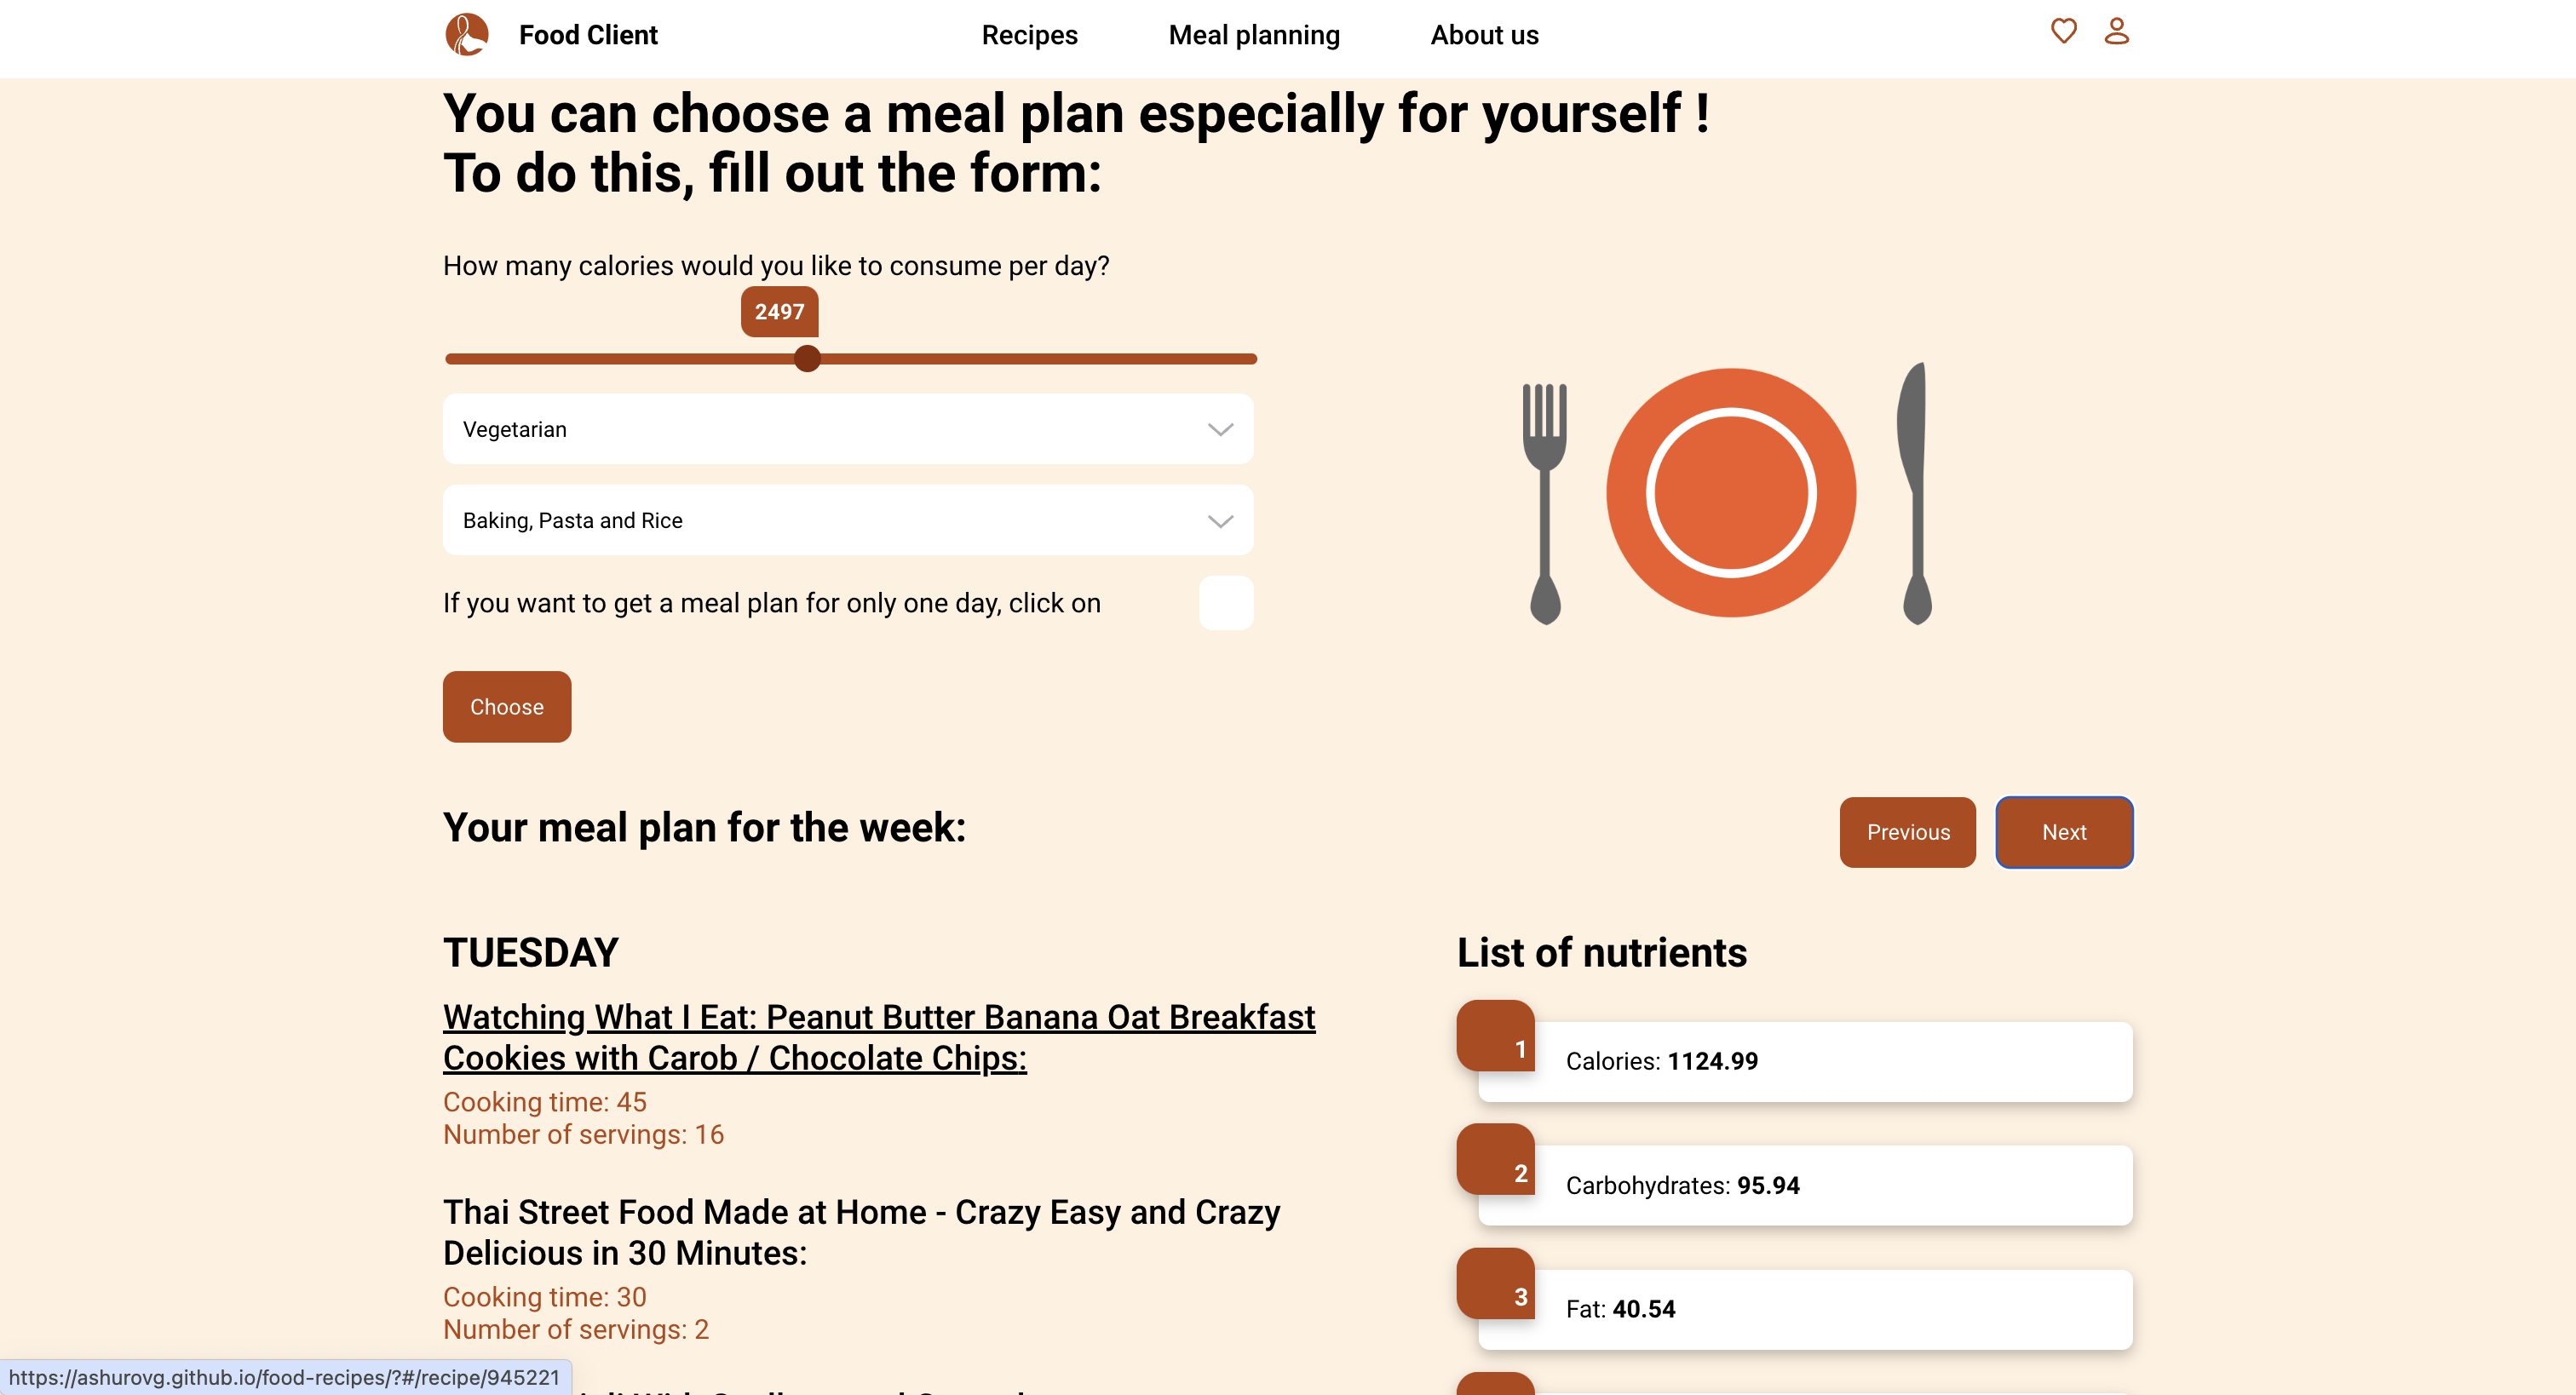 Food Client
Recipes
Meal planning
About us
You can choose a meal plan especially for yourself !
To do this, fill out the form:
How many calories would you like to consume per day?
2497
Vegetarian
Baking, Pasta and Rice
If you want to get a meal plan for only one day, click on
Choose
Your meal plan for the week:
Previous
Next
TUESDAY
Watching What I Eat: Peanut Butter Banana Oat Breakfast
Cookies with Carob / Chocolate Chips:
Cooking time: 45
Number of servings: 16
Thai Street Food Made at Home - Crazy Easy and Crazy
Delicious in 30 Minutes:
Cooking time: 30
Number of servings: 2
List of nutrients
1
Calories: 1124.99
2
Carbohydrates: 95.94
3
Fat: 40.54
https://ashurovg.github.io/food-recipes/?#/recipe/945221